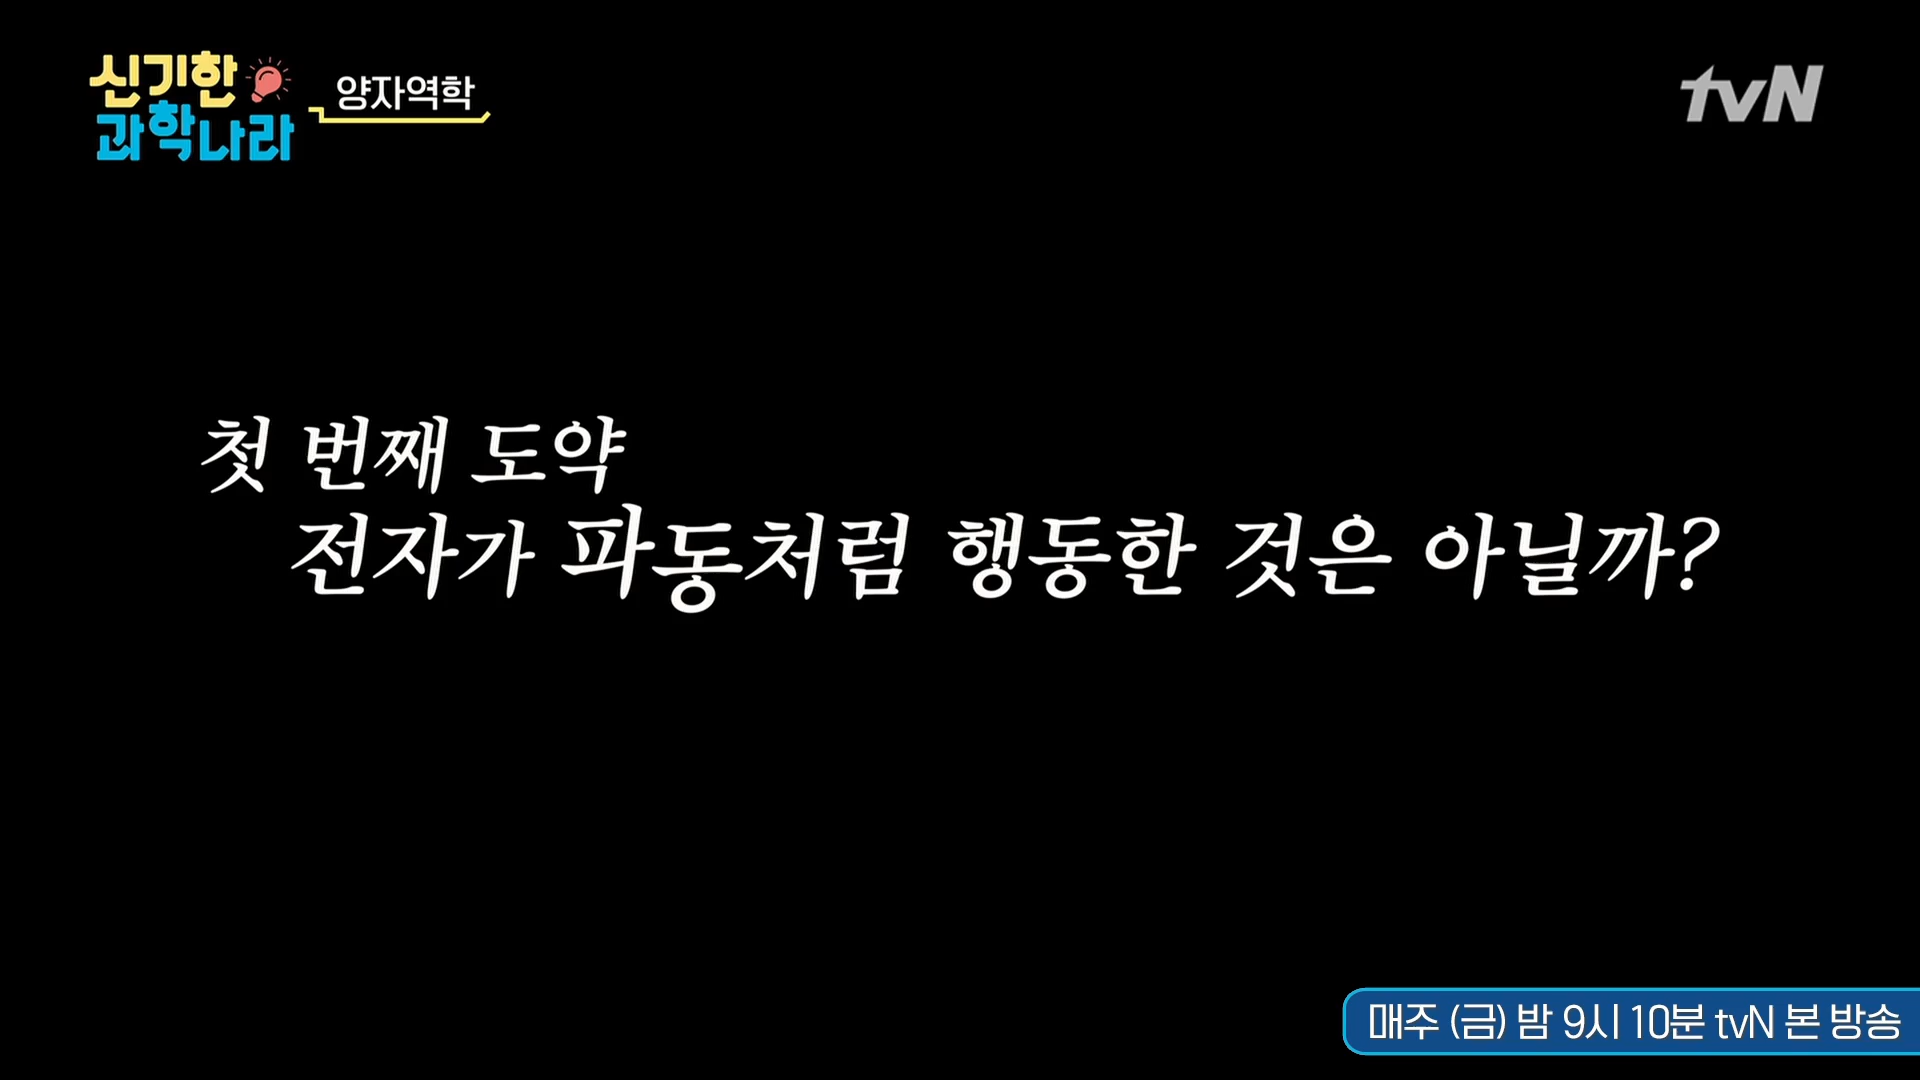 신기한
과학나라
양자역학
tvN
첫 번째 도약
전자가 파동처럼 행동한 것은 아닐까?
매주 (금) 밤 9시 10분 tvN 본 방송